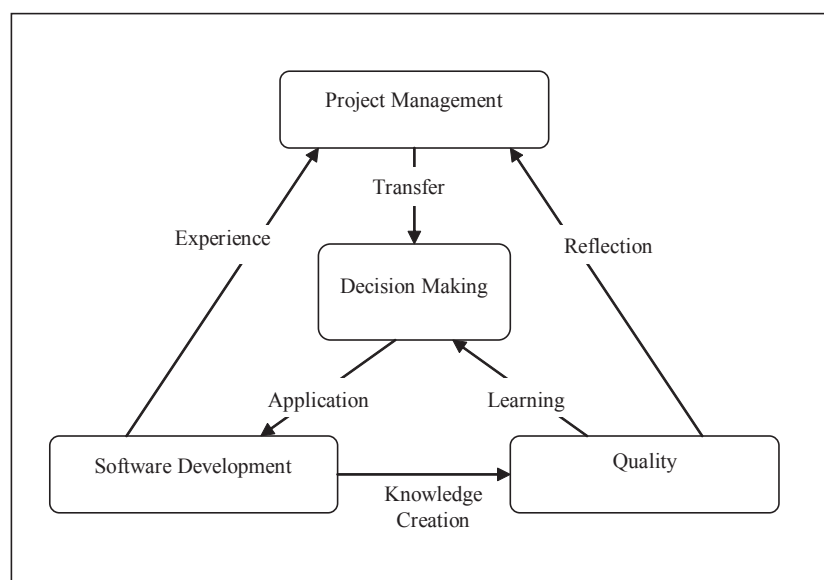 Project Management
Transfer
Experience
Reflection
Decision Making
Application
Learning
Software Development
Quality
Knowledge
Creation